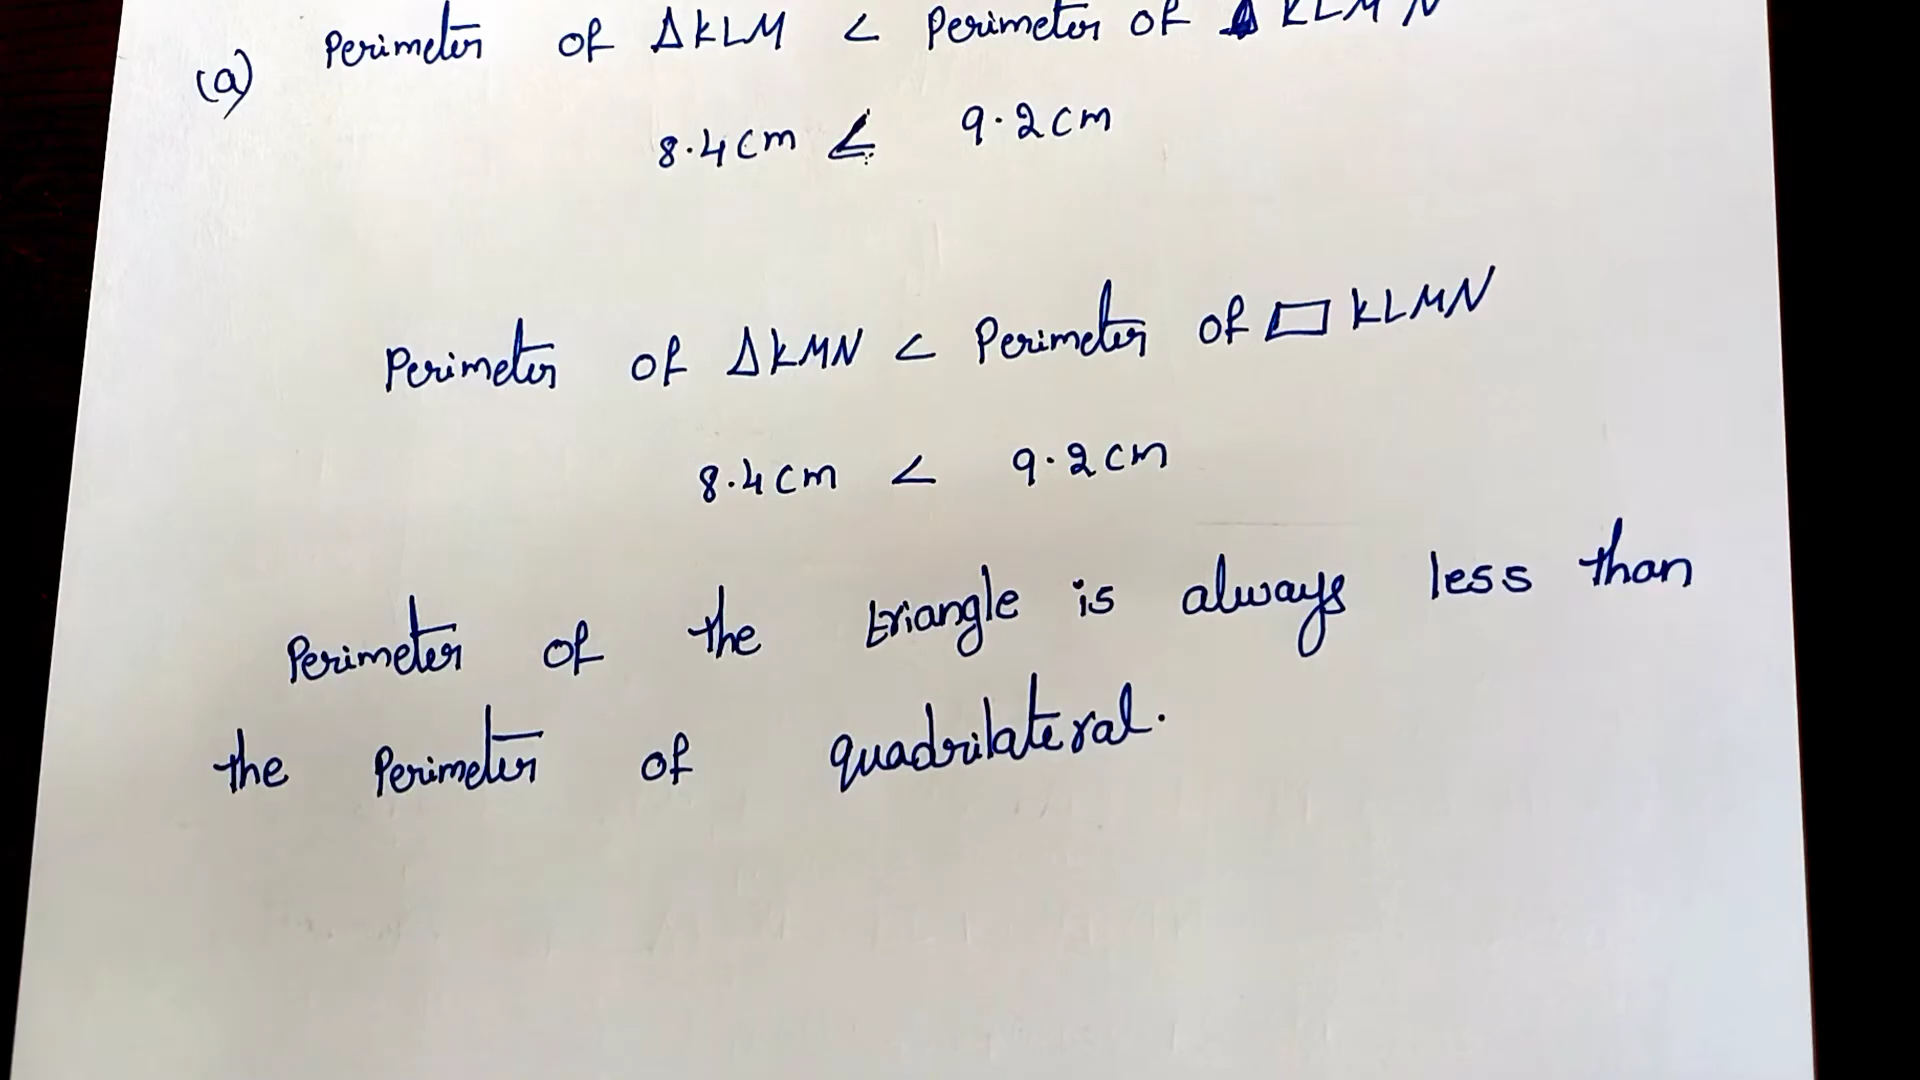 (a) Perimeter of ΔKLM < Perimeter of KLMN
8.4cm < 9.2cm
Perimeter of ΔKMN < Perimeter of ▭ KLMN
8.4cm < 9.2cm
Perimeter of the triangle is always less than
the Perimeter of quadrilateral.